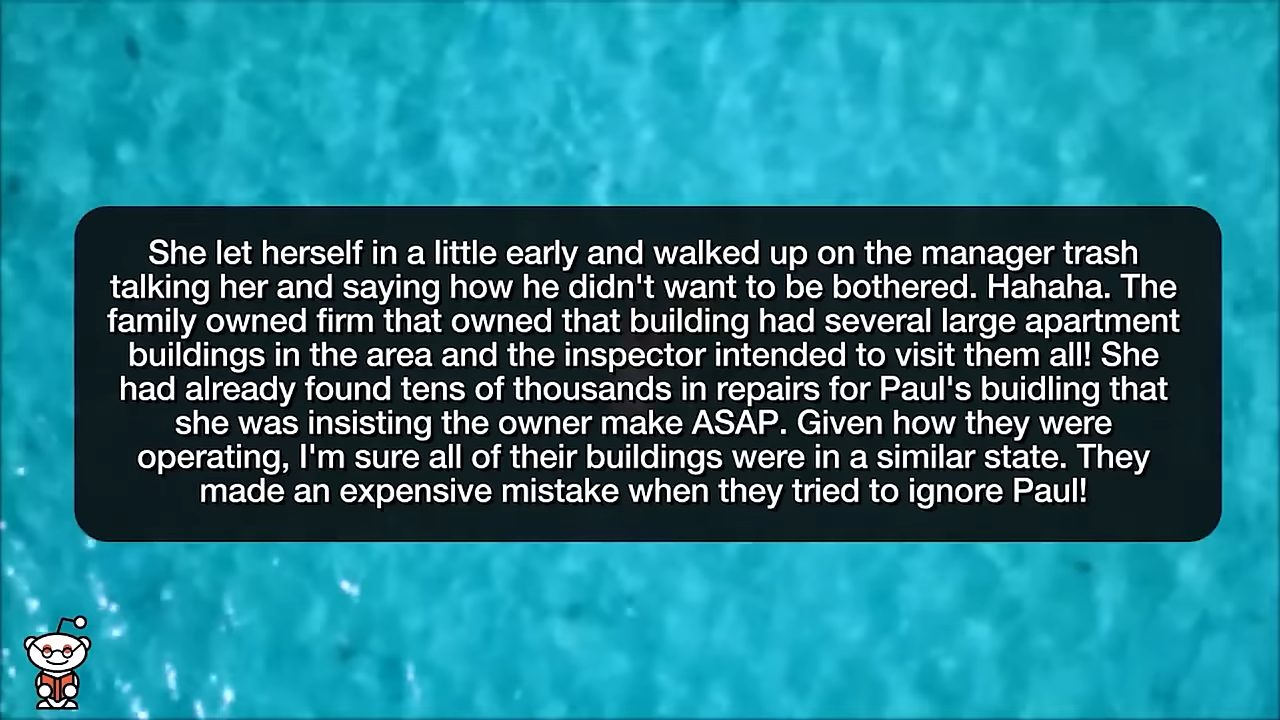 She let herself in a little early and walked up on the manager trash
talking her and saying how he didn't want to be bothered. Hahaha. The
family owned firm that owned that building had several large apartment
buildings in the area and the inspector intended to visit them all! She
had already found tens of thousands in repairs for Paul's buidling that
she was insisting the owner make ASAP. Given how they were
operating, I'm sure all of their buildings were in a similar state. They
made an expensive mistake when they tried to ignore Paul!